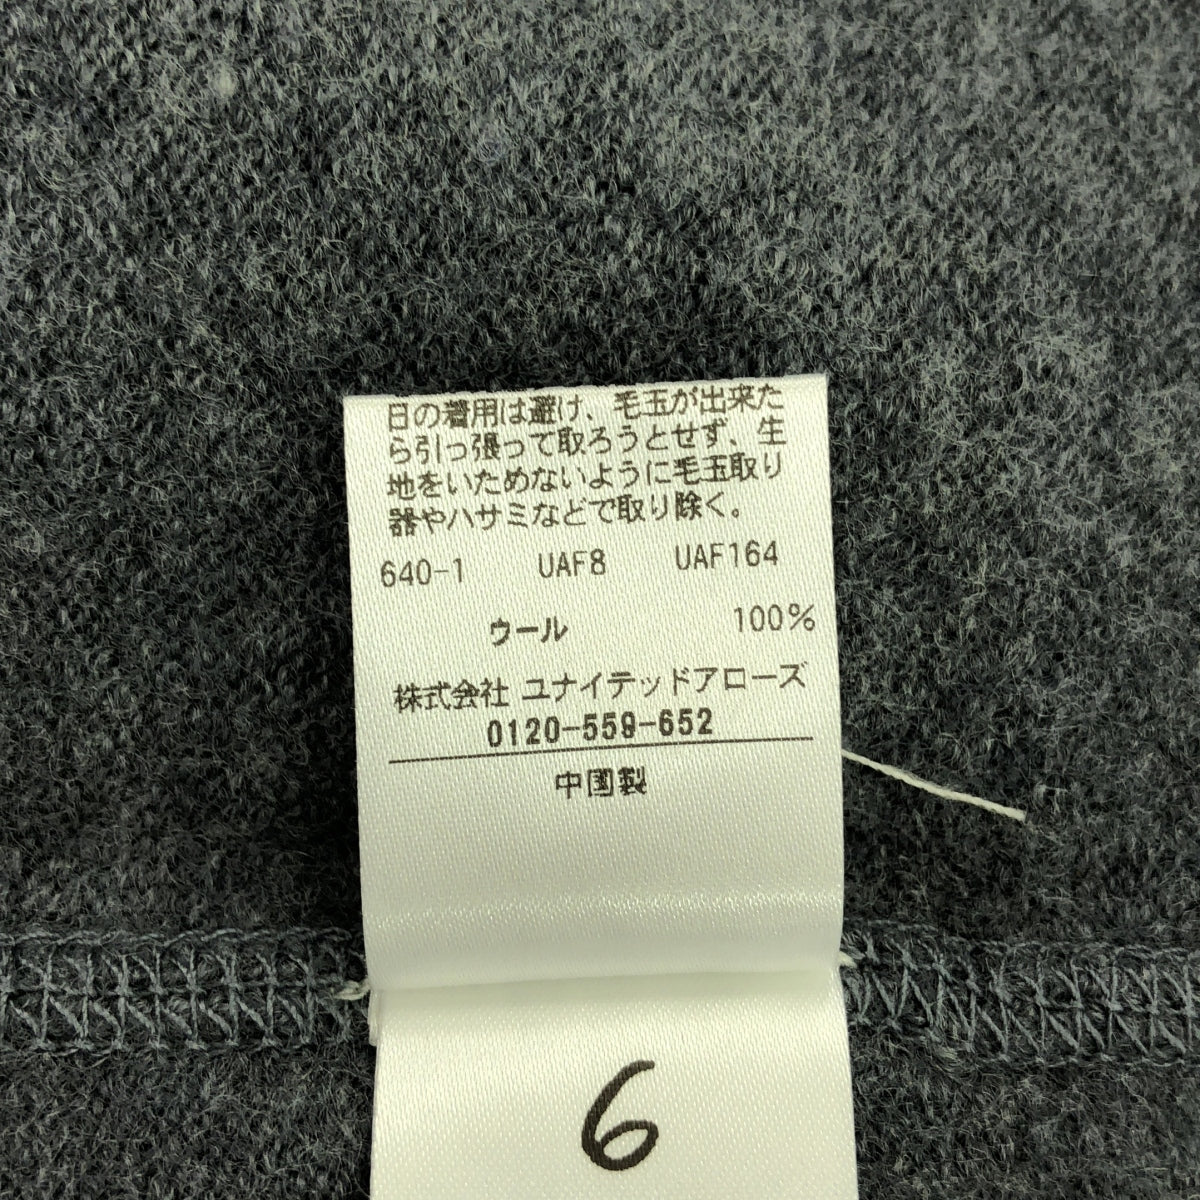 日の着用は避け、毛玉が出来た
ら引っ張って取ろうとせず、生
地をいためないように毛玉取り
器やハサミなどで取り除く。
640-1 UAF8 UAF164
ウール 100%
株式会社 ユナイテッドアローズ
0120-559-652
中国製
6